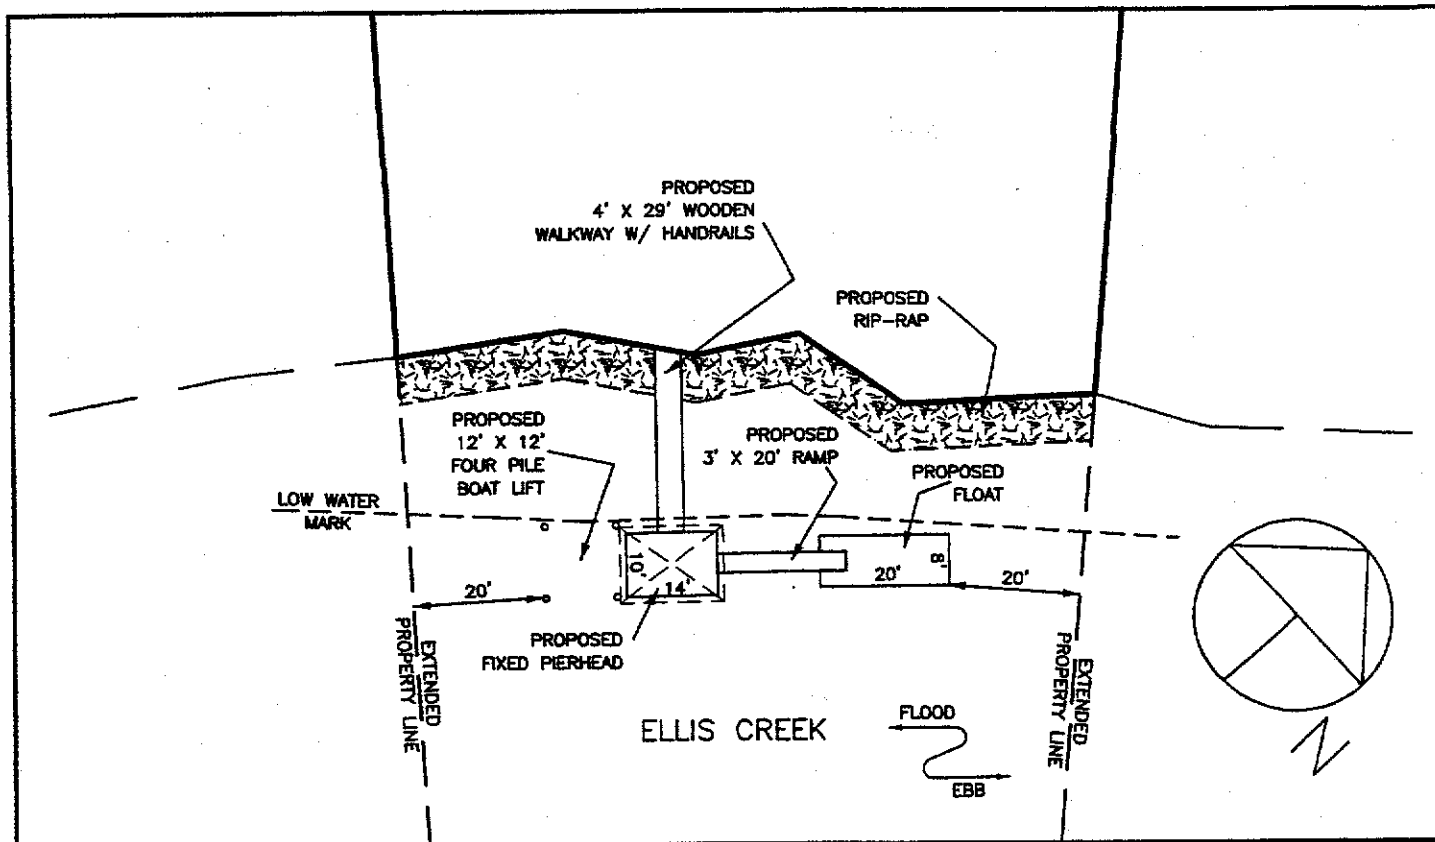 PROPOSED
4' X 29' WOODEN
WALKWAY W/ HANDRAILS
PROPOSED
RIP-RAP
PROPOSED
12' X 12'
FOUR PILE
BOAT LIFT
PROPOSED
3' X 20' RAMP
PROPOSED
FLOAT
LOW WATER
MARK
10'
14'
20'
8'
20'
20'
PROPOSED
FIXED PIERHEAD
EXTENDED
PROPERTY LINE
EXTENDED
PROPERTY LINE
ELLIS CREEK
FLOOD
EBB
N